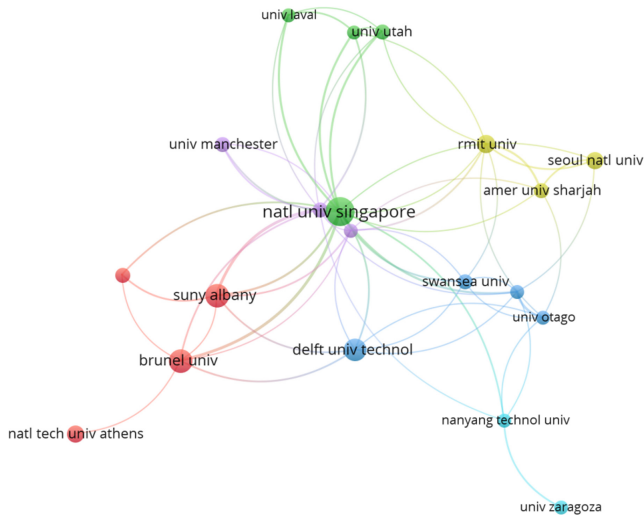 univ laval
univ utah
univ manchester
rmit univ
seoul natl univ
amer univ sharjah
natl univ singapore
swansea univ
suny albany
univ otago
delft univ technol
brunel univ
nanyang technol univ
natl tech univ athens
univ zaragoza